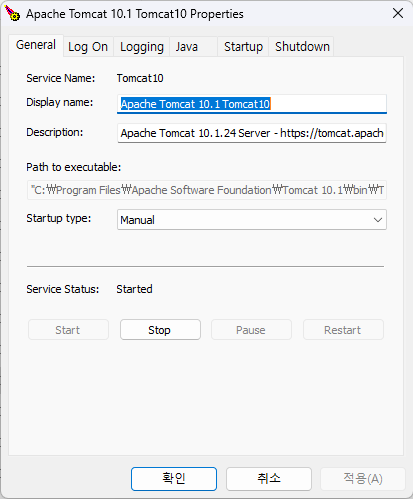 Apache Tomcat 10.1 Tomcat10 Properties
General Log On Logging Java Startup Shutdown
Service Name: Tomcat10
Display name: Apache Tomcat 10.1 Tomcat10
Description: Apache Tomcat 10.1.24 Server - https://tomcat.apach
Path to executable:
"C:₩Program Files₩Apache Software Foundation₩Tomcat 10.1₩bin₩T
Startup type: Manual
Service Status: Started
Start Stop Pause Restart
확인 취소 적용(A)